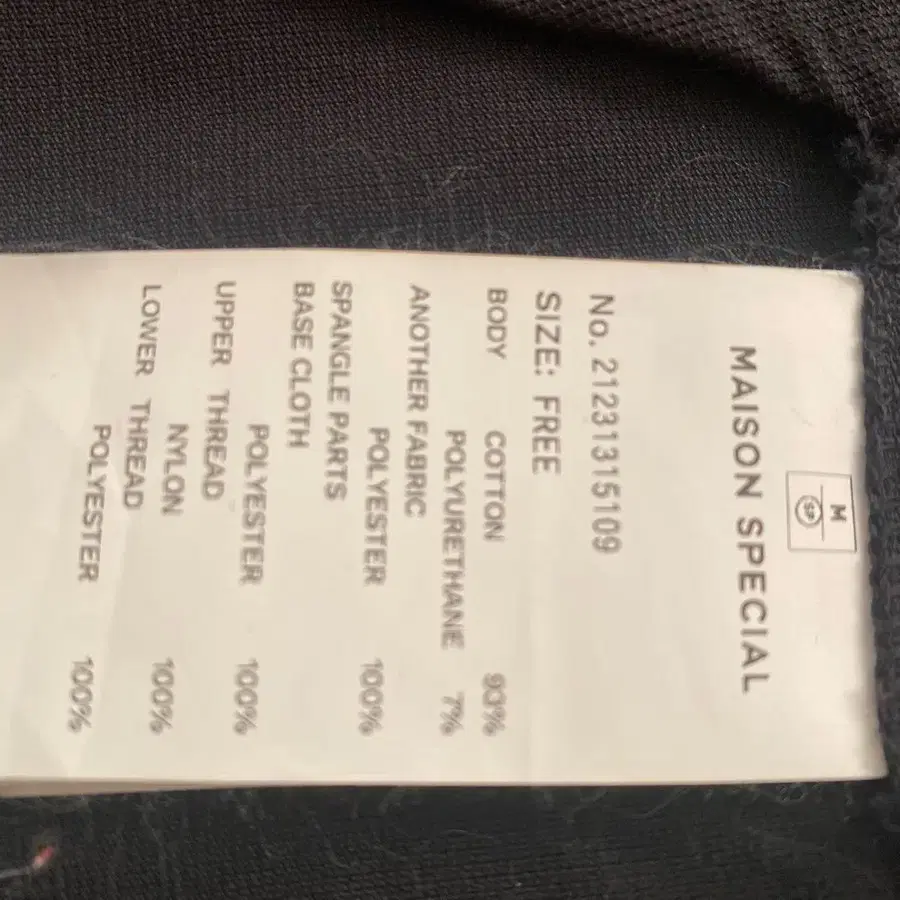 M
SP
MAISON SPECIAL
No. 21231315109
SIZE: FREE
BODY COTTON 93%
POLYURETHANE 7%
ANOTHER FABRIC
POLYESTER 100%
SPANGLE PARTS
BASE CLOTH
POLYESTER 100%
UPPER THREAD
NYLON 100%
LOWER THREAD
POLYESTER 100%